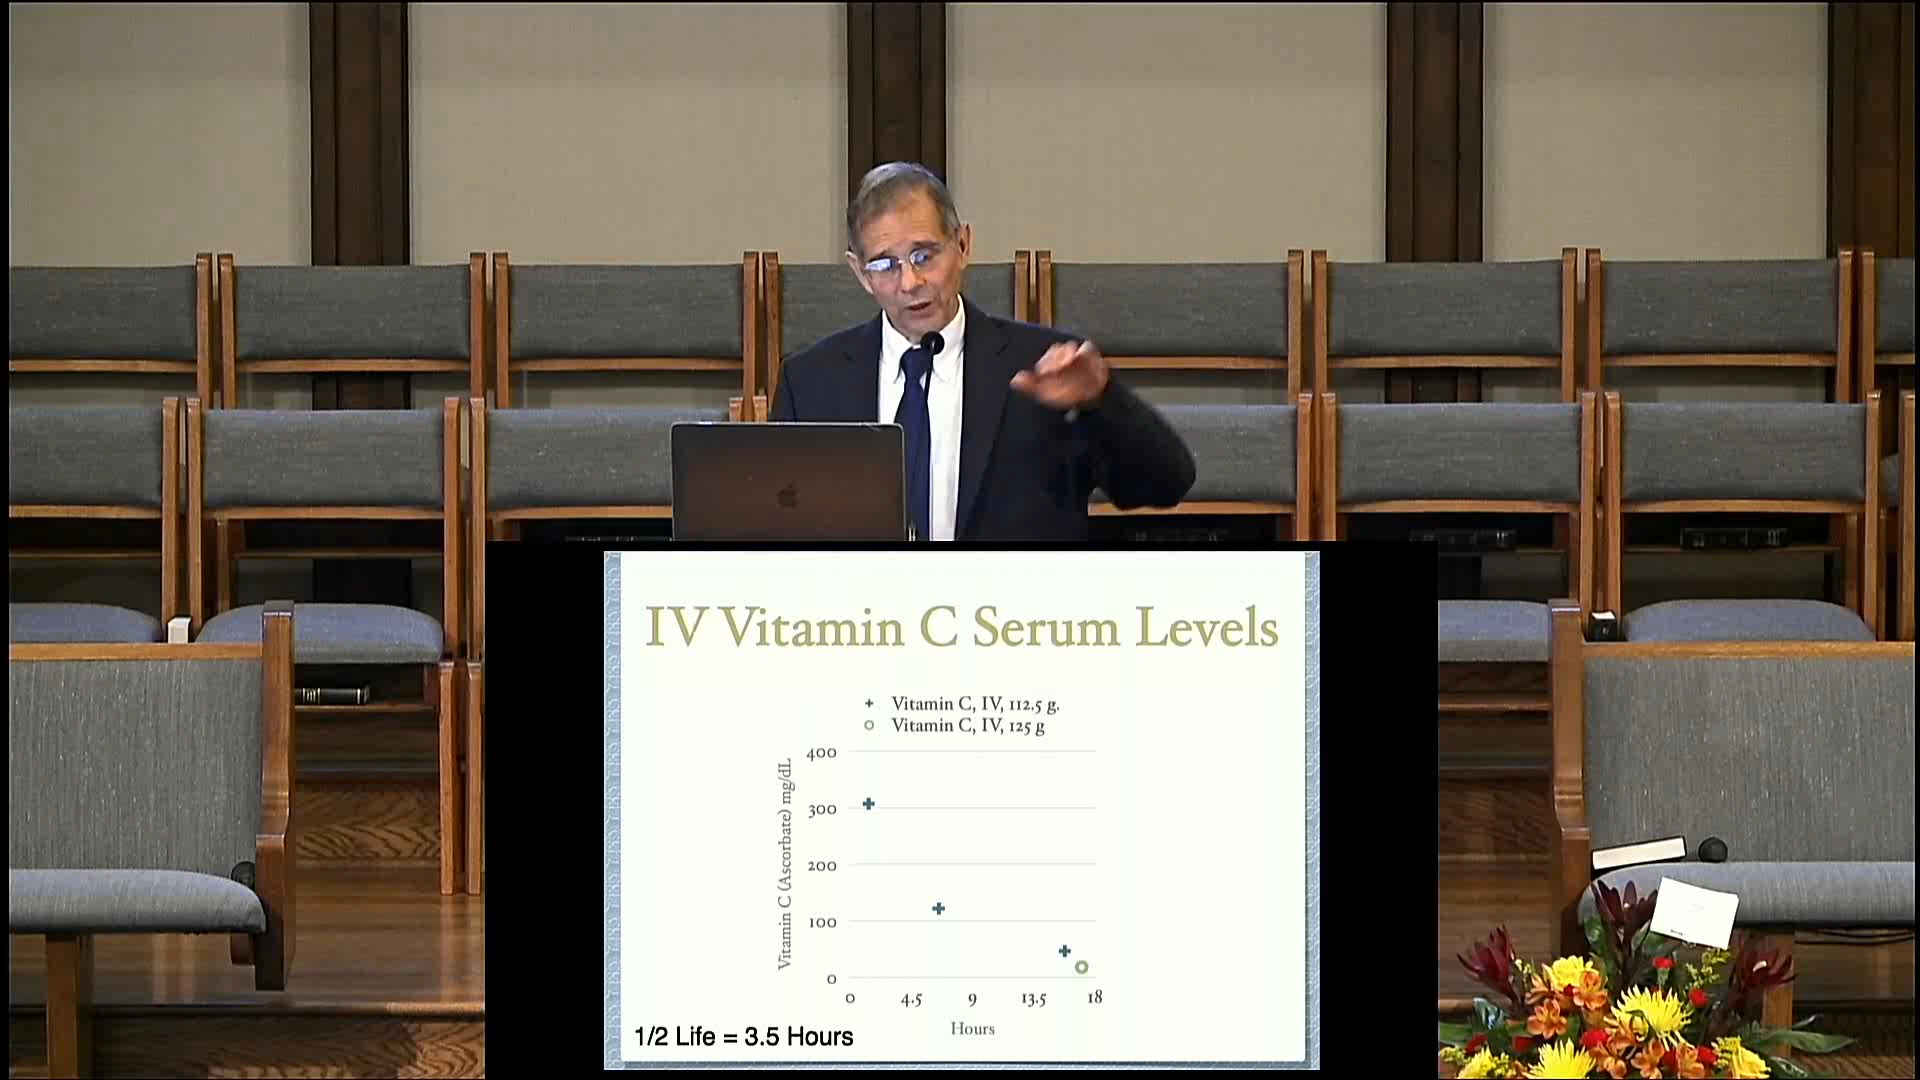 IV Vitamin C Serum Levels
Vitamin C, IV, 112.5 g.
Vitamin C, IV, 125 g
Vitamin C (Ascorbate) mg/dL
400
300
200
100
0
0 4.5 9 13.5 18
Hours
1/2 Life = 3.5 Hours